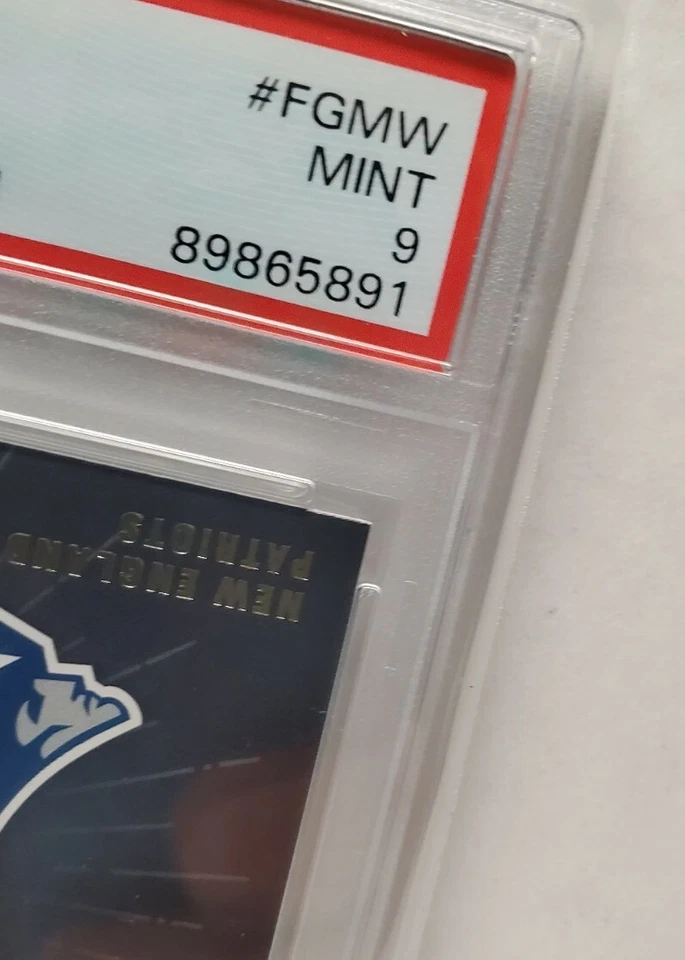 #FGMW
MINT
9
89865891
NEW ENGLAND
PATRIOTS